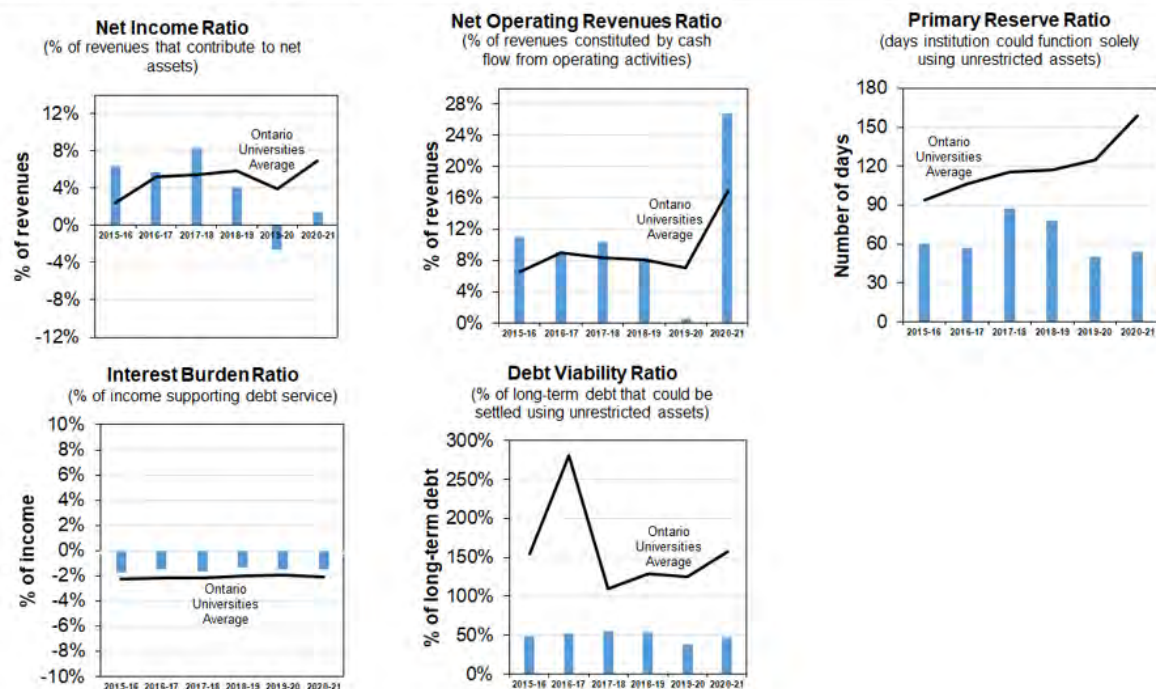 Net Income Ratio
(% of revenues that contribute to net
assets)
12%
8%
4%
0%
-4%
-8%
-12%
% of revenues
Ontario
Universities
Average
2015-16 2016-17 2017-18 2018-19 2019-20 2020-21
Net Operating Revenues Ratio
(% of revenues constituted by cash
flow from operating activities)
28%
24%
20%
16%
12%
8%
4%
0%
% of revenues
Ontario
Universities
Average
2015-16 2016-17 2017-18 2018-19 2019-20 2020-21
Primary Reserve Ratio
(days institution could function solely
using unrestricted assets)
180
150
120
90
60
30
0
Number of days
Ontario
Universities
Average
2015-16 2016-17 2017-18 2018-19 2019-20 2020-21
Interest Burden Ratio
(% of income supporting debt service)
10%
8%
6%
4%
2%
0%
-2%
-4%
-6%
-8%
-10%
% of income
Ontario
Universities
Average
2015-16 2016-17 2017-18 2018-19 2019-20 2020-21
Debt Viability Ratio
(% of long-term debt that could be
settled using unrestricted assets)
300%
250%
200%
150%
100%
50%
0%
% of long-term debt
Ontario
Universities
Average
2015-16 2016-17 2017-18 2018-19 2019-20 2020-21